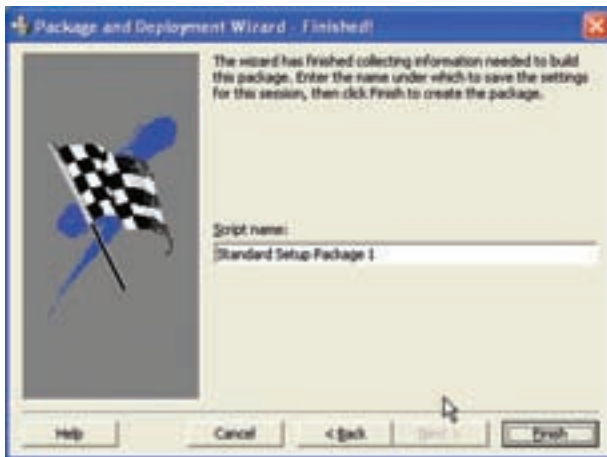 Package and Deployment Wizard - Finished!
The wizard has finished collecting information needed to build
this package. Enter the name under which to save the settings
for this session, then click Finish to create the package.
Script name:
Standard Setup Package 1
Help
Cancel
< Back
Next >
Finish